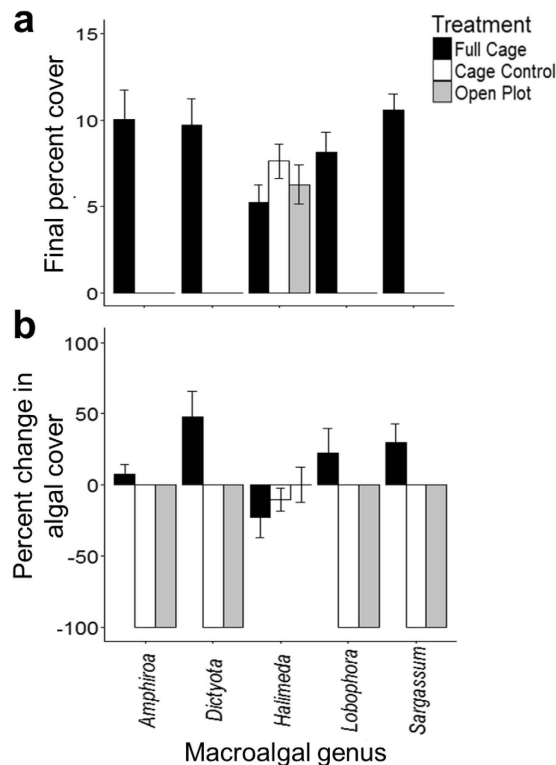 a
Treatment
Full Cage
Cage Control
Open Plot
Final percent cover
15
10
5
0
b
Percent change in
algal cover
100
50
0
-50
-100
Amphiroa
Dictyota
Halimeda
Lobophora
Sargassum
Macroalgal genus